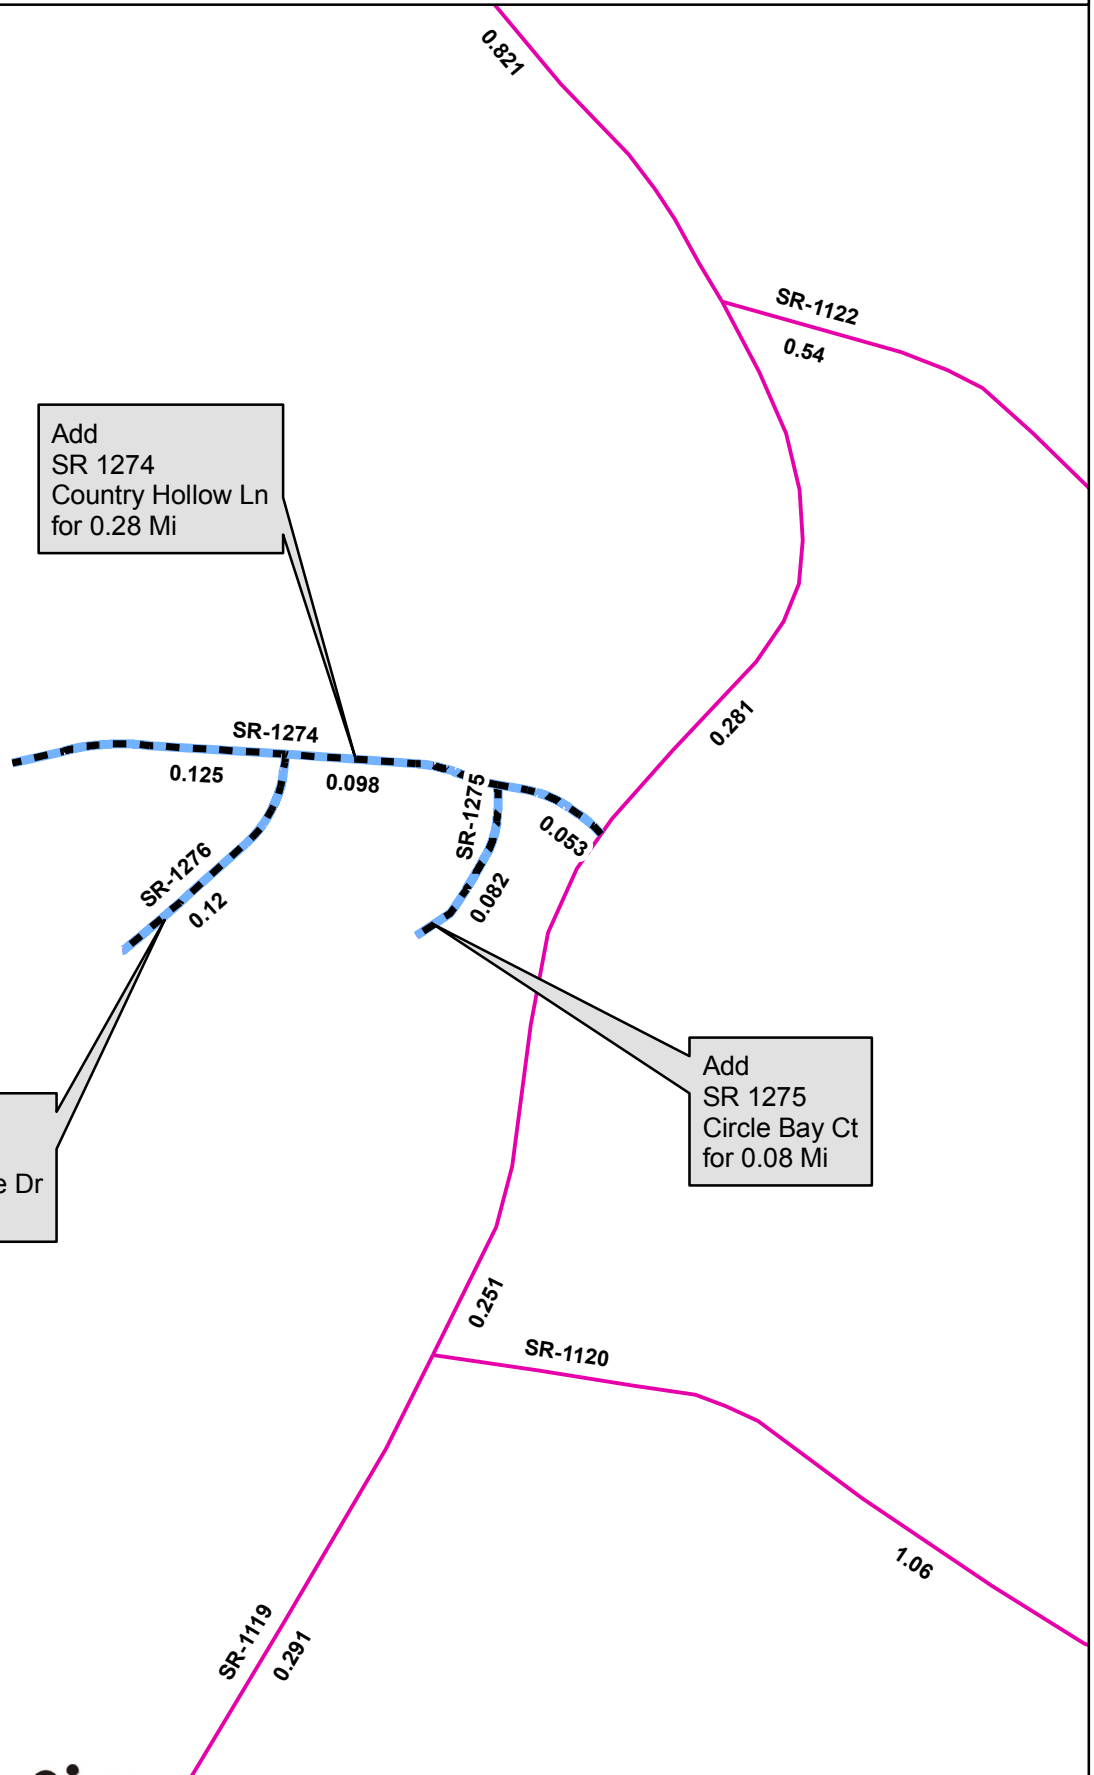 0.821
SR-1122
0.54
Add
SR 1274
Country Hollow Ln
for 0.28 Mi
0.281
SR-1274
0.125
0.098
SR-1275
0.053
SR-1276
0.12
0.082
Add
SR 1275
Circle Bay Ct
for 0.08 Mi
e Dr
0.251
SR-1120
1.06
SR-1119
0.291